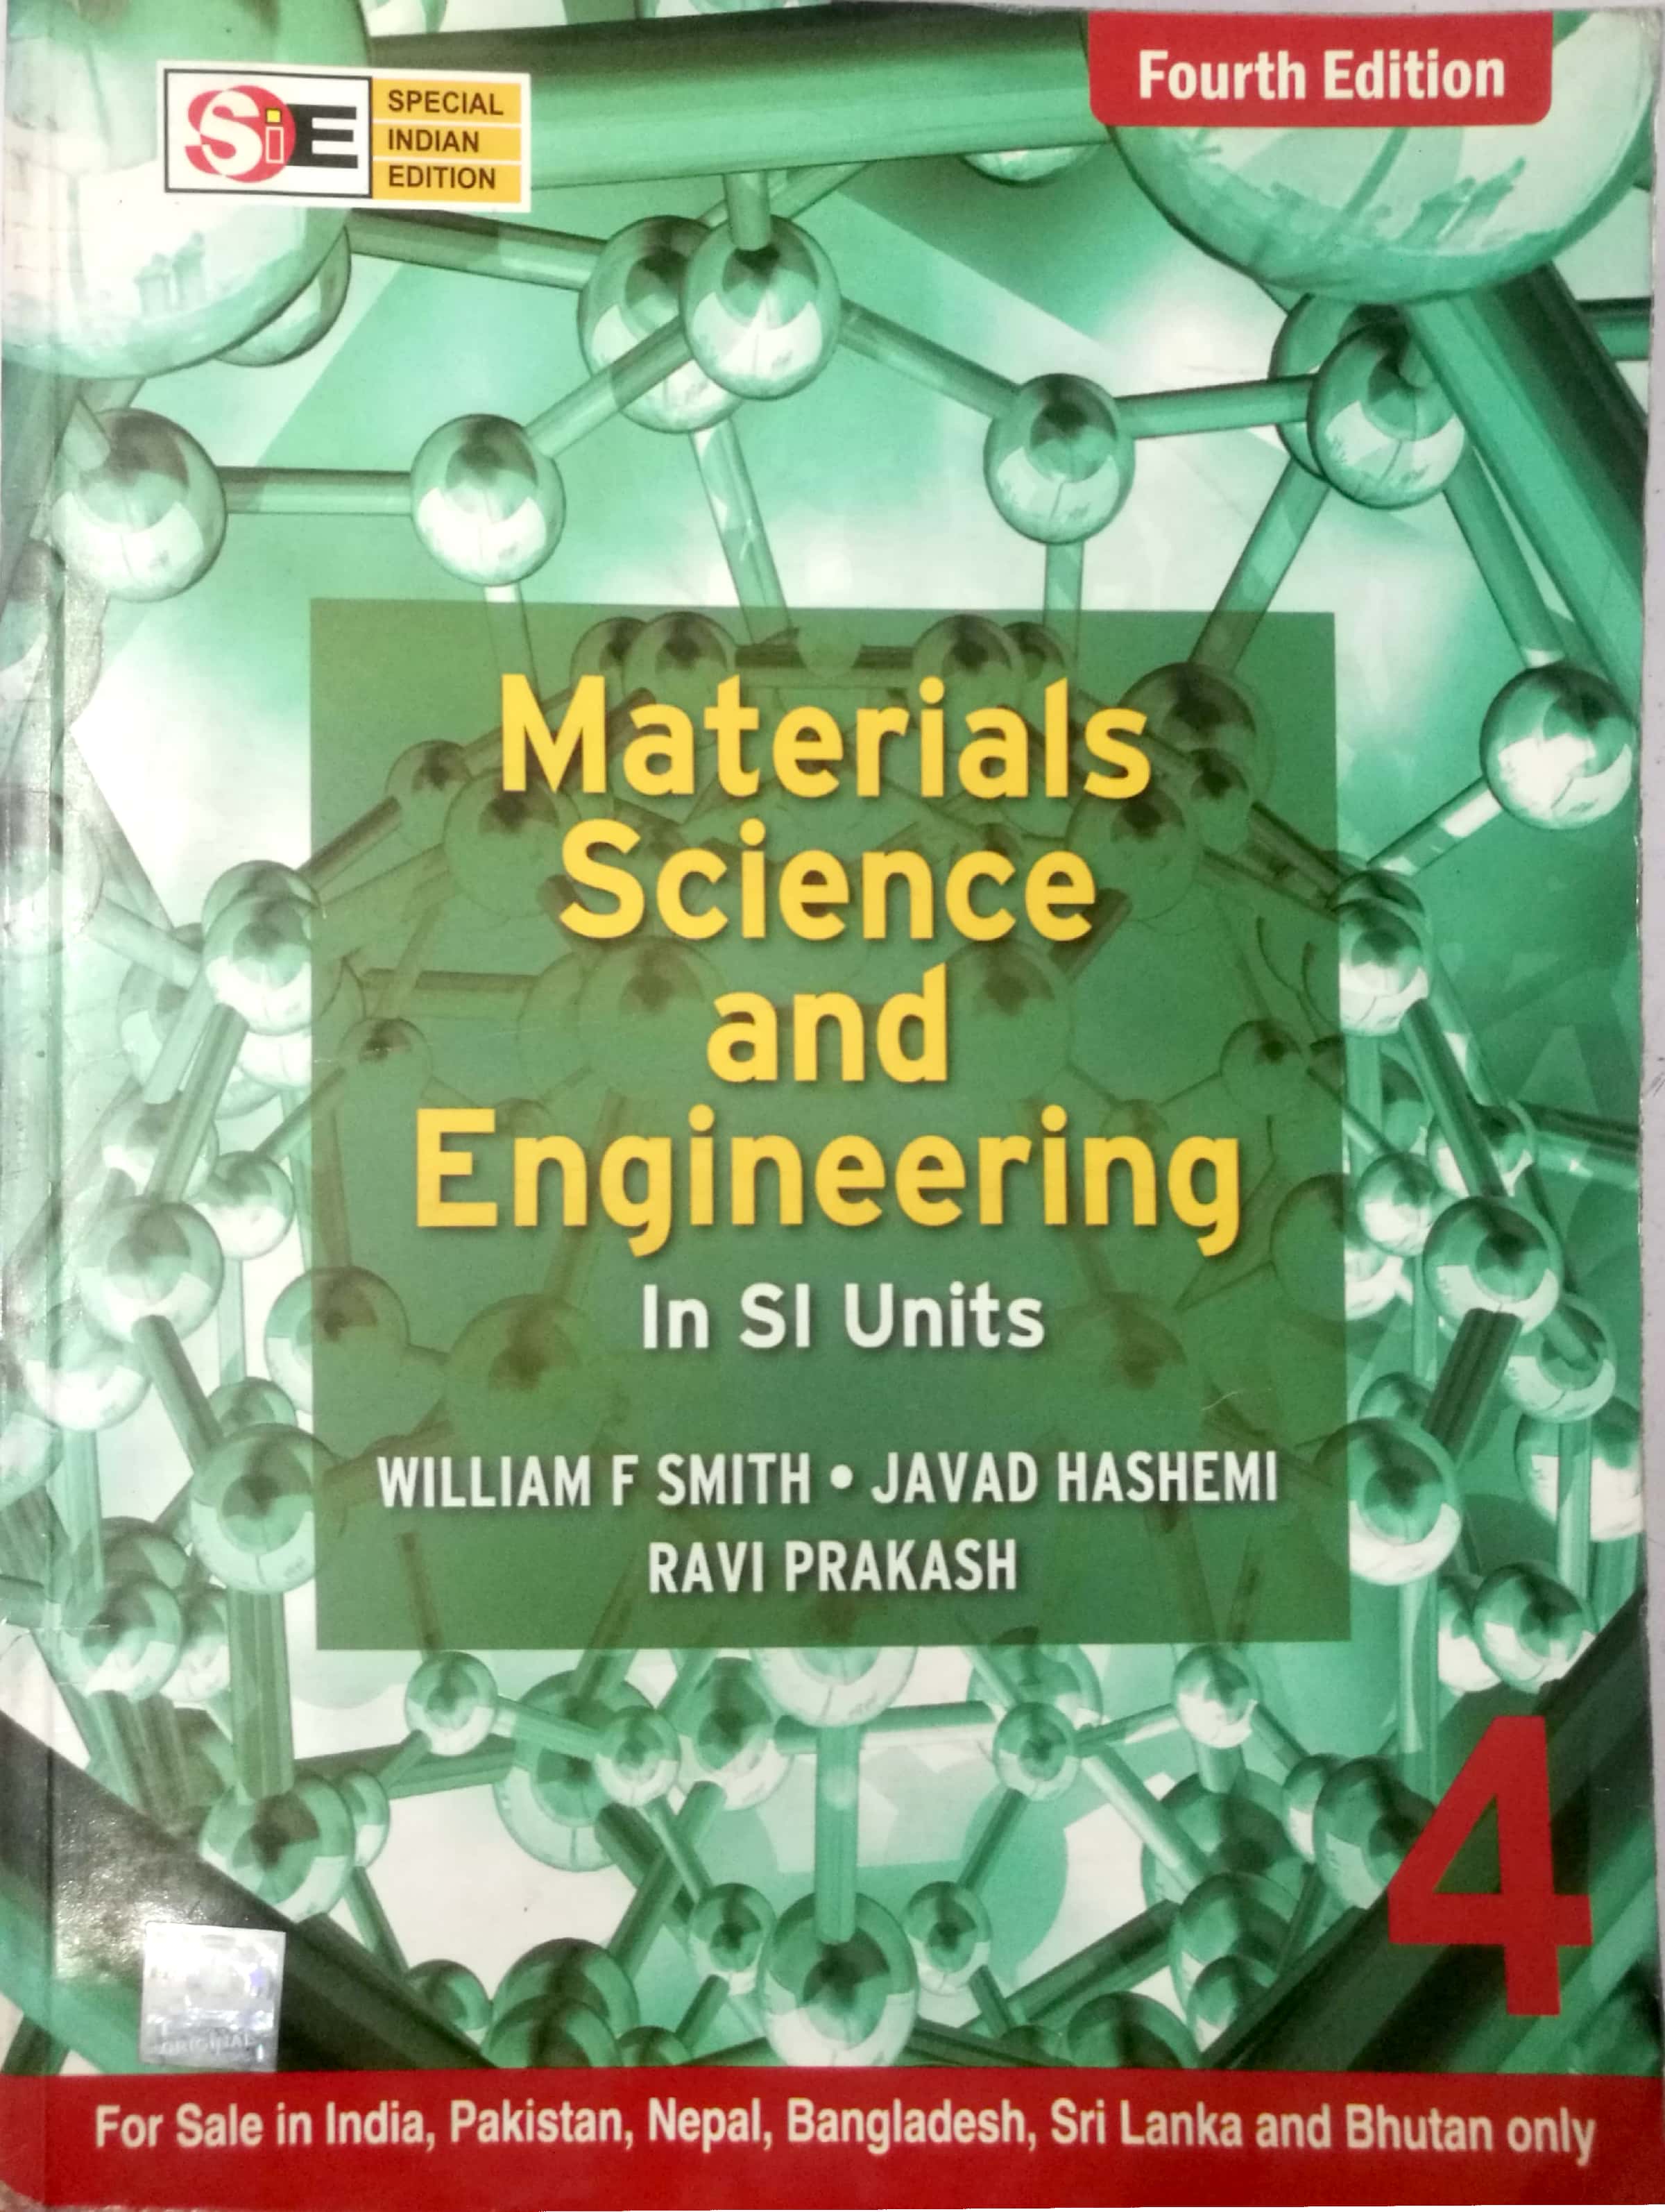 Fourth Edition
SiE
SPECIAL
INDIAN
EDITION
Materials
Science
and
Engineering
In SI Units
WILLIAM F SMITH • JAVAD HASHEMI
RAVI PRAKASH
4
ORIGINAL
For Sale in India, Pakistan, Nepal, Bangladesh, Sri Lanka and Bhutan only